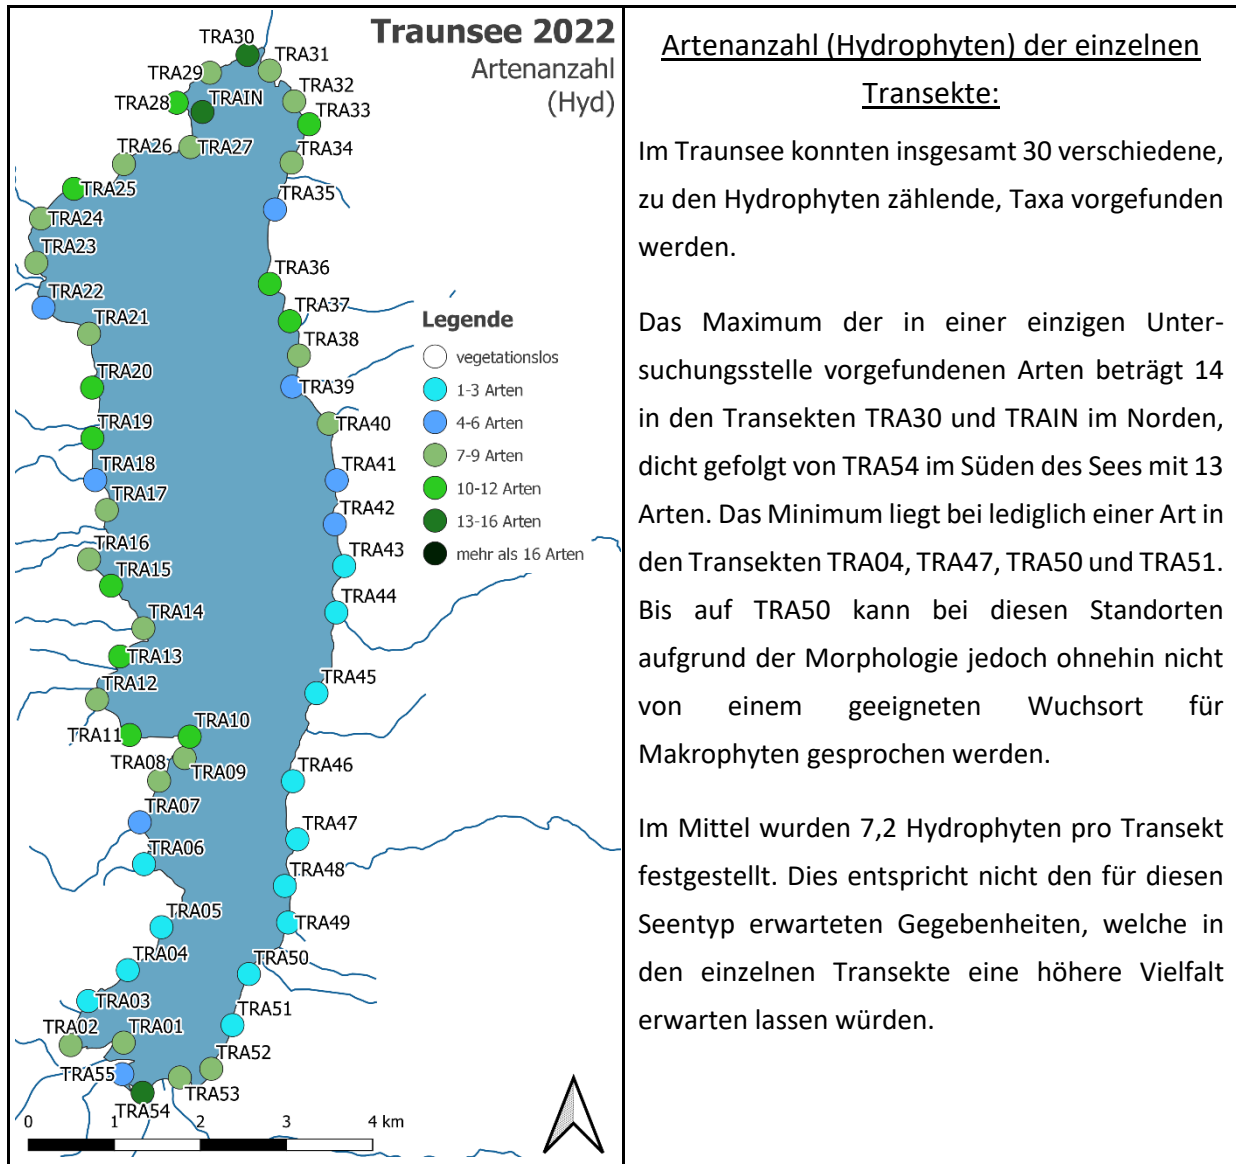 Traunsee 2022
Artenanzahl
(Hyd)
TRA30
TRA31
TRA29
TRA32
TRA28
TRAIN
TRA33
TRA26
TRA27
TRA34
TRA25
TRA35
TRA24
TRA23
TRA36
TRA22
TRA37
TRA21
TRA38
TRA20
TRA39
TRA19
TRA40
TRA18
TRA41
TRA17
TRA42
TRA16
TRA43
TRA15
TRA44
TRA14
TRA13
TRA12
TRA45
TRA11
TRA10
TRA08
TRA09
TRA46
TRA07
TRA47
TRA06
TRA48
TRA05
TRA49
TRA04
TRA50
TRA03
TRA51
TRA02
TRA01
TRA52
TRA55
TRA53
TRA54
Legende
vegetationslos
1-3 Arten
4-6 Arten
7-9 Arten
10-12 Arten
13-16 Arten
mehr als 16 Arten
0 1 2 3 4 km
Artenanzahl (Hydrophyten) der einzelnen
Transekte:
Im Traunsee konnten insgesamt 30 verschiedene,
zu den Hydrophyten zählende, Taxa vorgefunden
werden.
Das Maximum der in einer einzigen Unter-
suchungsstelle vorgefundenen Arten beträgt 14
in den Transekten TRA30 und TRAIN im Norden,
dicht gefolgt von TRA54 im Süden des Sees mit 13
Arten. Das Minimum liegt bei lediglich einer Art in
den Transekten TRA04, TRA47, TRA50 und TRA51.
Bis auf TRA50 kann bei diesen Standorten
aufgrund der Morphologie jedoch ohnehin nicht
von einem geeigneten Wuchsort für
Makrophyten gesprochen werden.
Im Mittel wurden 7,2 Hydrophyten pro Transekt
festgestellt. Dies entspricht nicht den für diesen
Seentyp erwarteten Gegebenheiten, welche in
den einzelnen Transekte eine höhere Vielfalt
erwarten lassen würden.